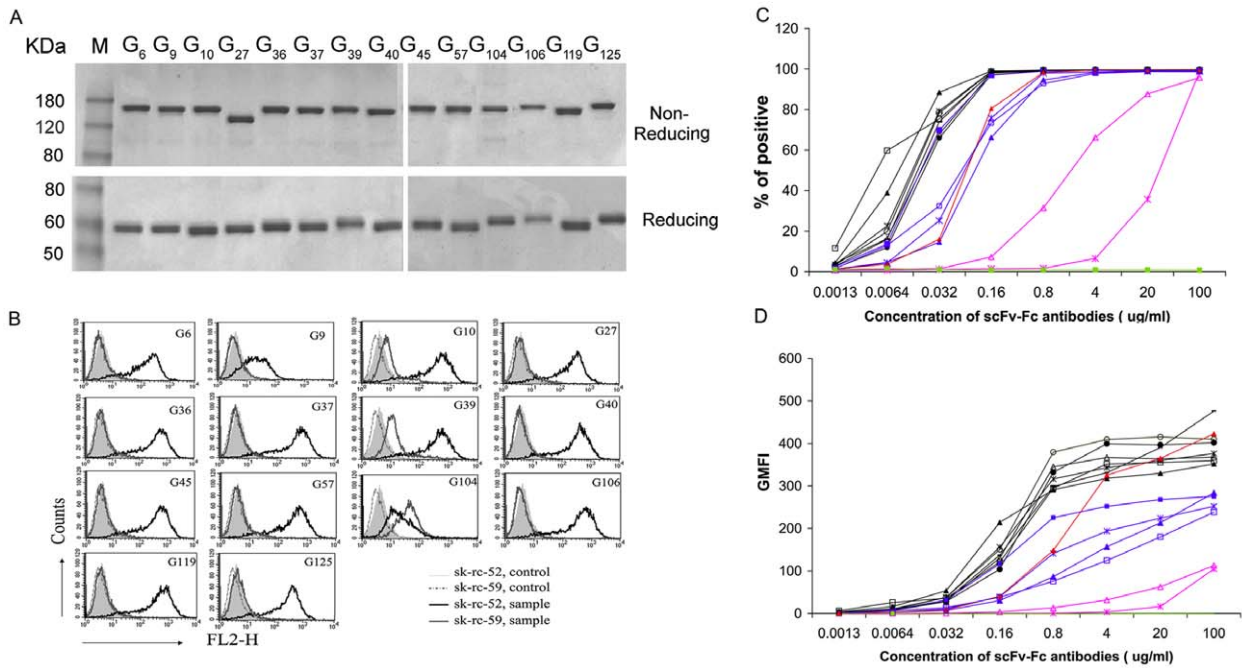 A
KDa M G6 G9 G10 G27 G36 G37 G39 G40 G45 G57 G104 G106 G119 G125
180
120
80
Non-
Reducing
80
60
50
Reducing
B
G6 G9 G10 G27
G36 G37 G39 G40
G45 G57 G104 G106
G119 G125
Counts
FL2-H
sk-rc-52, control
sk-rc-59, control
sk-rc-52, sample
sk-rc-59, sample
C
% of positive
120
100
80
60
40
20
0
0.0013 0.0064 0.032 0.16 0.8 4 20 100
Concentration of scFv-Fc antibodies ( ug/ml)
D
GMFI
600
500
400
300
200
100
0
0.0013 0.0064 0.032 0.16 0.8 4 20 100
Concentration of scFv-Fc antibodies ( ug/ml)